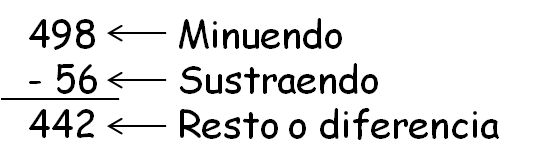 498 ← Minuendo
- 56 ← Sustraendo
442 ← Resto o diferencia